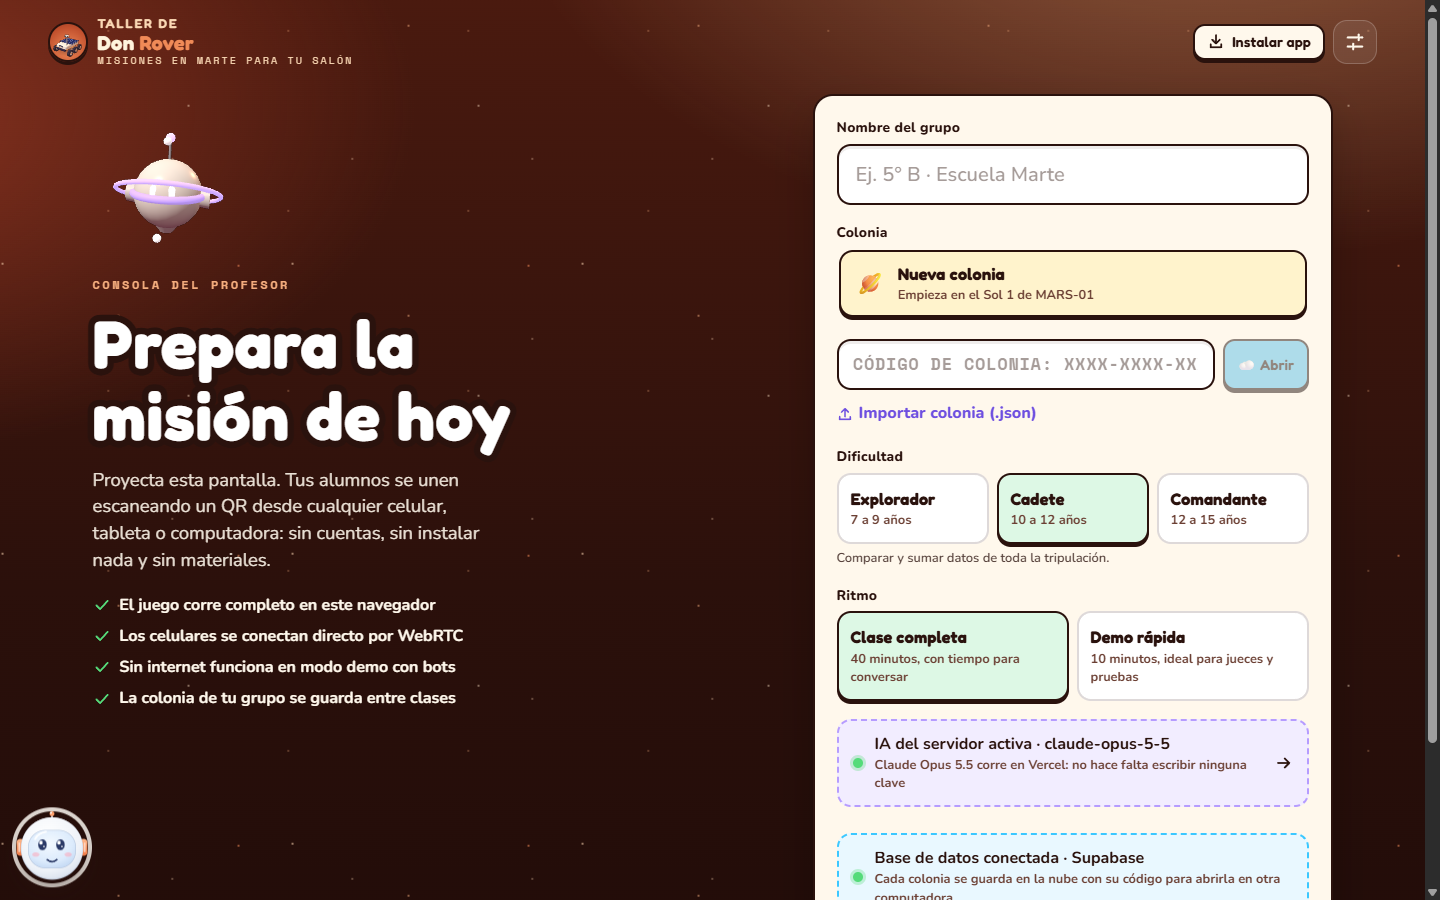 TALLER DE
Don Rover
MISIONES EN MARTE PARA TU SALÓN
Instalar app
CONSOLA DEL PROFESOR
Prepara la
misión de hoy
Proyecta esta pantalla. Tus alumnos se unen
escaneando un QR desde cualquier celular,
tableta o computadora: sin cuentas, sin instalar
nada y sin materiales.
El juego corre completo en este navegador
Los celulares se conectan directo por WebRTC
Sin internet funciona en modo demo con bots
La colonia de tu grupo se guarda entre clases
Nombre del grupo
Ej. 5° B · Escuela Marte
Colonia
Nueva colonia
Empieza en el Sol 1 de MARS-01
CÓDIGO DE COLONIA: XXXX-XXXX-XX
Abrir
Importar colonia (.json)
Dificultad
Explorador
7 a 9 años
Cadete
10 a 12 años
Comandante
12 a 15 años
Comparar y sumar datos de toda la tripulación.
Ritmo
Clase completa
40 minutos, con tiempo para
conversar
Demo rápida
10 minutos, ideal para jueces y
pruebas
IA del servidor activa · claude-opus-5-5
Claude Opus 5.5 corre en Vercel: no hace falta escribir ninguna
clave
Base de datos conectada · Supabase
Cada colonia se guarda en la nube con su código para abrirla en otra
computadora